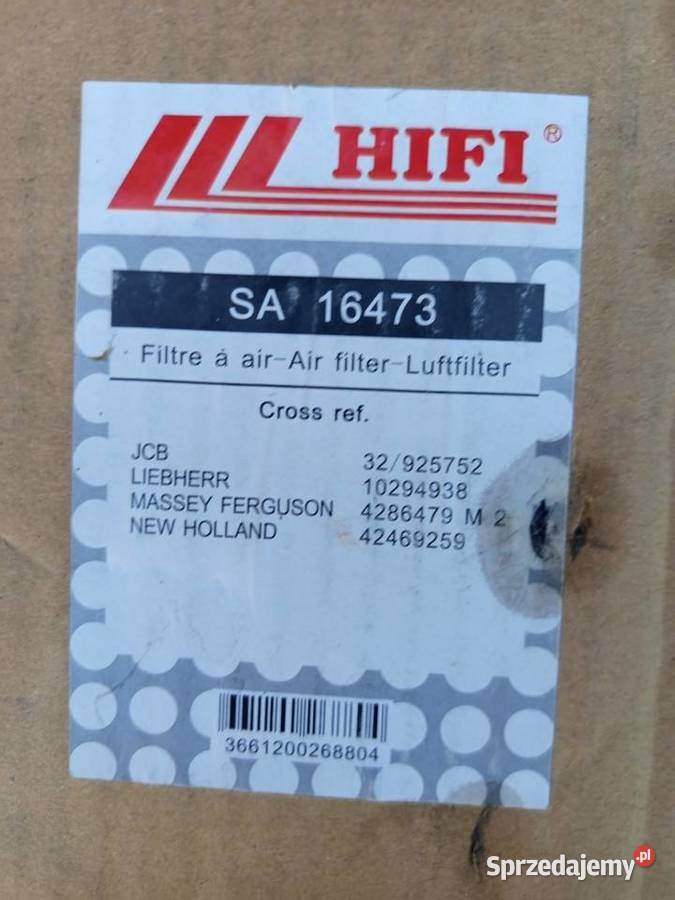 HIFI ®
SA 16473
Filtre à air-Air filter-Luftfilter
Cross ref.
JCB 32/925752
LIEBHERR 10294938
MASSEY FERGUSON 4286479 M 2
NEW HOLLAND 42469259
3661200268804
Sprzedajemy.pl